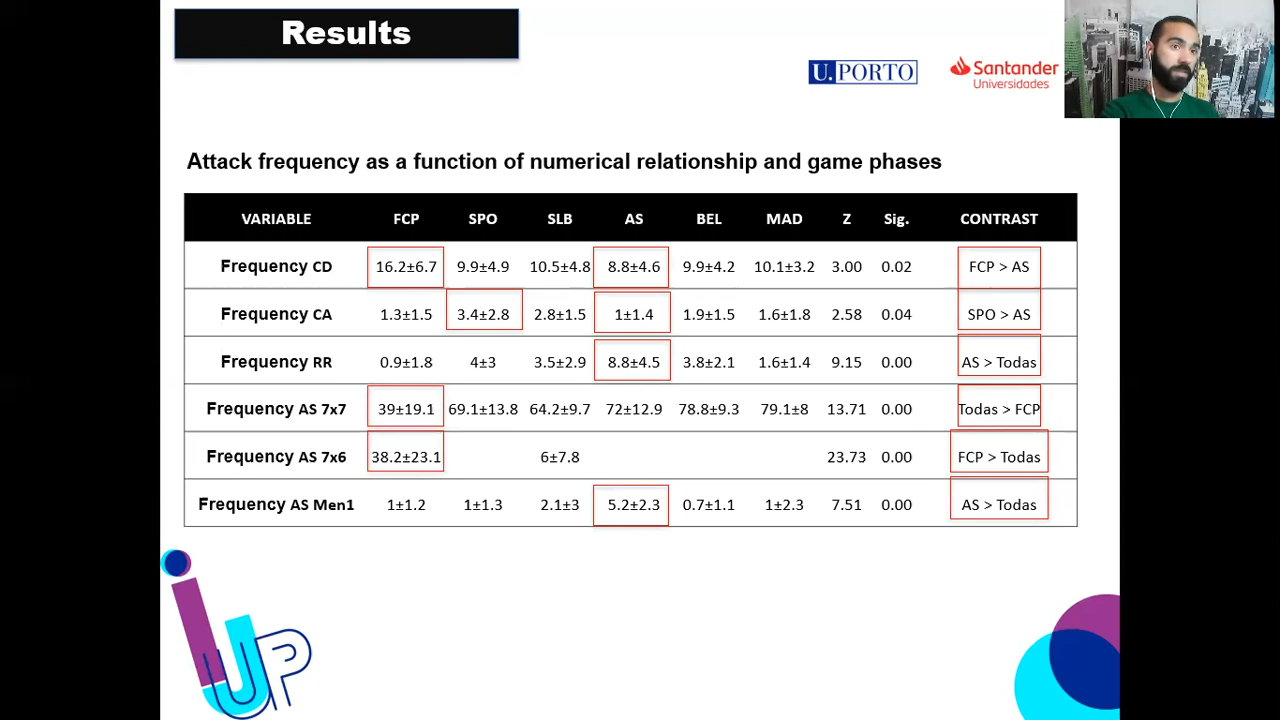 Results
U.PORTO
Santander
Universidades
Attack frequency as a function of numerical relationship and game phases
VARIABLE FCP SPO SLB AS BEL MAD Z Sig. CONTRAST
Frequency CD 16.2±6.7 9.9±4.9 10.5±4.8 8.8±4.6 9.9±4.2 10.1±3.2 3.00 0.02 FCP > AS
Frequency CA 1.3±1.5 3.4±2.8 2.8±1.5 1±1.4 1.9±1.5 1.6±1.8 2.58 0.04 SPO > AS
Frequency RR 0.9±1.8 4±3 3.5±2.9 8.8±4.5 3.8±2.1 1.6±1.4 9.15 0.00 AS > Todas
Frequency AS 7x7 39±19.1 69.1±13.8 64.2±9.7 72±12.9 78.8±9.3 79.1±8 13.71 0.00 Todas > FCP
Frequency AS 7x6 38.2±23.1 6±7.8 23.73 0.00 FCP > Todas
Frequency AS Men1 1±1.2 1±1.3 2.1±3 5.2±2.3 0.7±1.1 1±2.3 7.51 0.00 AS > Todas
iJUP